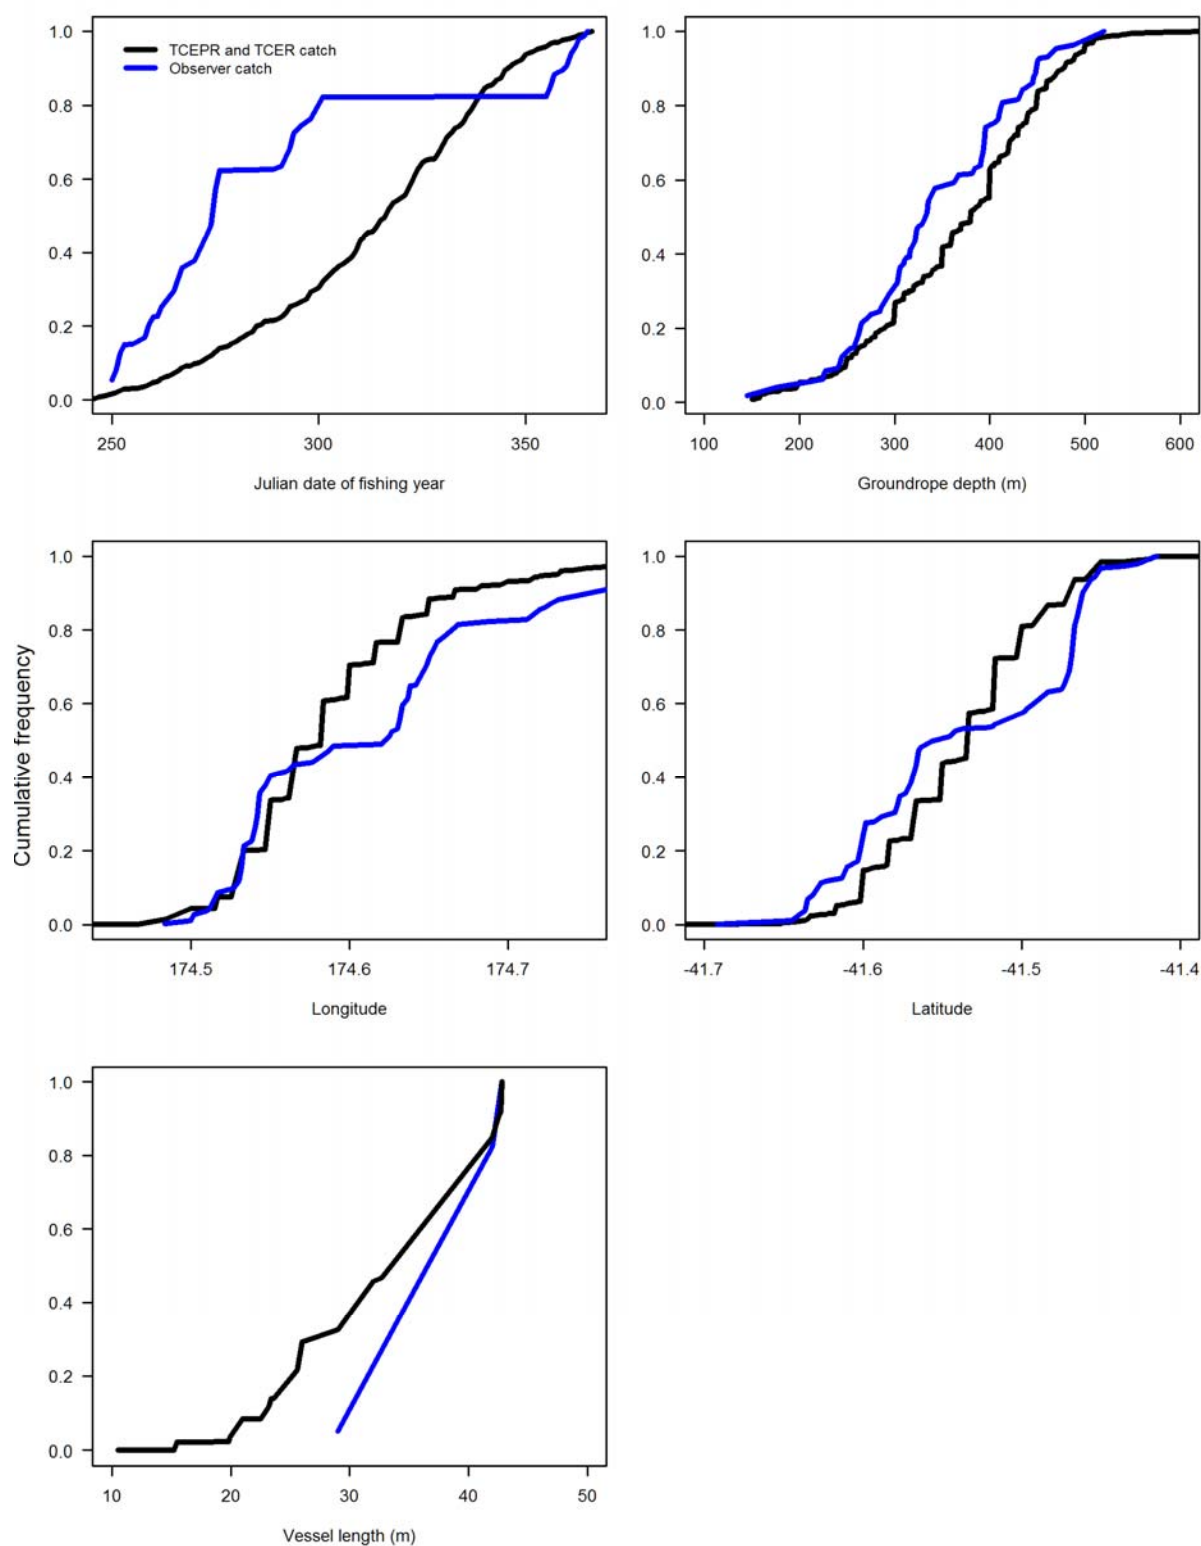 1.0
0.8
0.6
0.4
0.2
0.0
TCEPR and TCER catch
Observer catch
250 300 350
Julian date of fishing year
1.0
0.8
0.6
0.4
0.2
0.0
100 200 300 400 500 600
Groundrope depth (m)
Cumulative frequency
1.0
0.8
0.6
0.4
0.2
0.0
174.5 174.6 174.7
Longitude
1.0
0.8
0.6
0.4
0.2
0.0
-41.7 -41.6 -41.5 -41.4
Latitude
1.0
0.8
0.6
0.4
0.2
0.0
10 20 30 40 50
Vessel length (m)